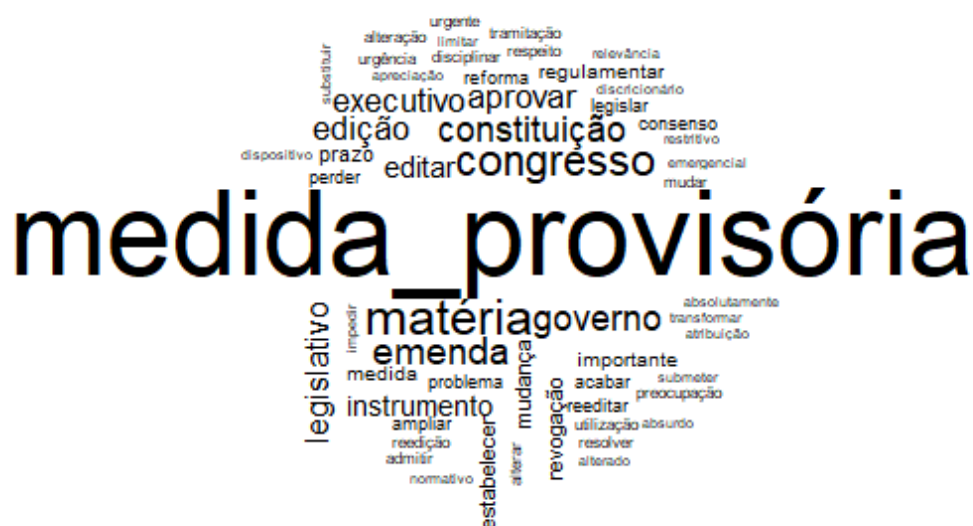 urgente
alteração limitar tramitação
urgência disciplinar respeito relevância
substituir apreciação reforma regulamentar
discricionário
executivo aprovar legislar
edição constituição consenso
restritivo
dispositivo prazo editar congresso emergencial
perder mudar
medida_provisória
absolutamente
legislativo impedir matéria governo transformar
atribuição
emenda mudança importante
medida problema acabar submeter
preocupação
instrumento revogação reeditar
ampliar estabelecer utilização absurdo
reedição alterar resolver
admitir alterado
normativo